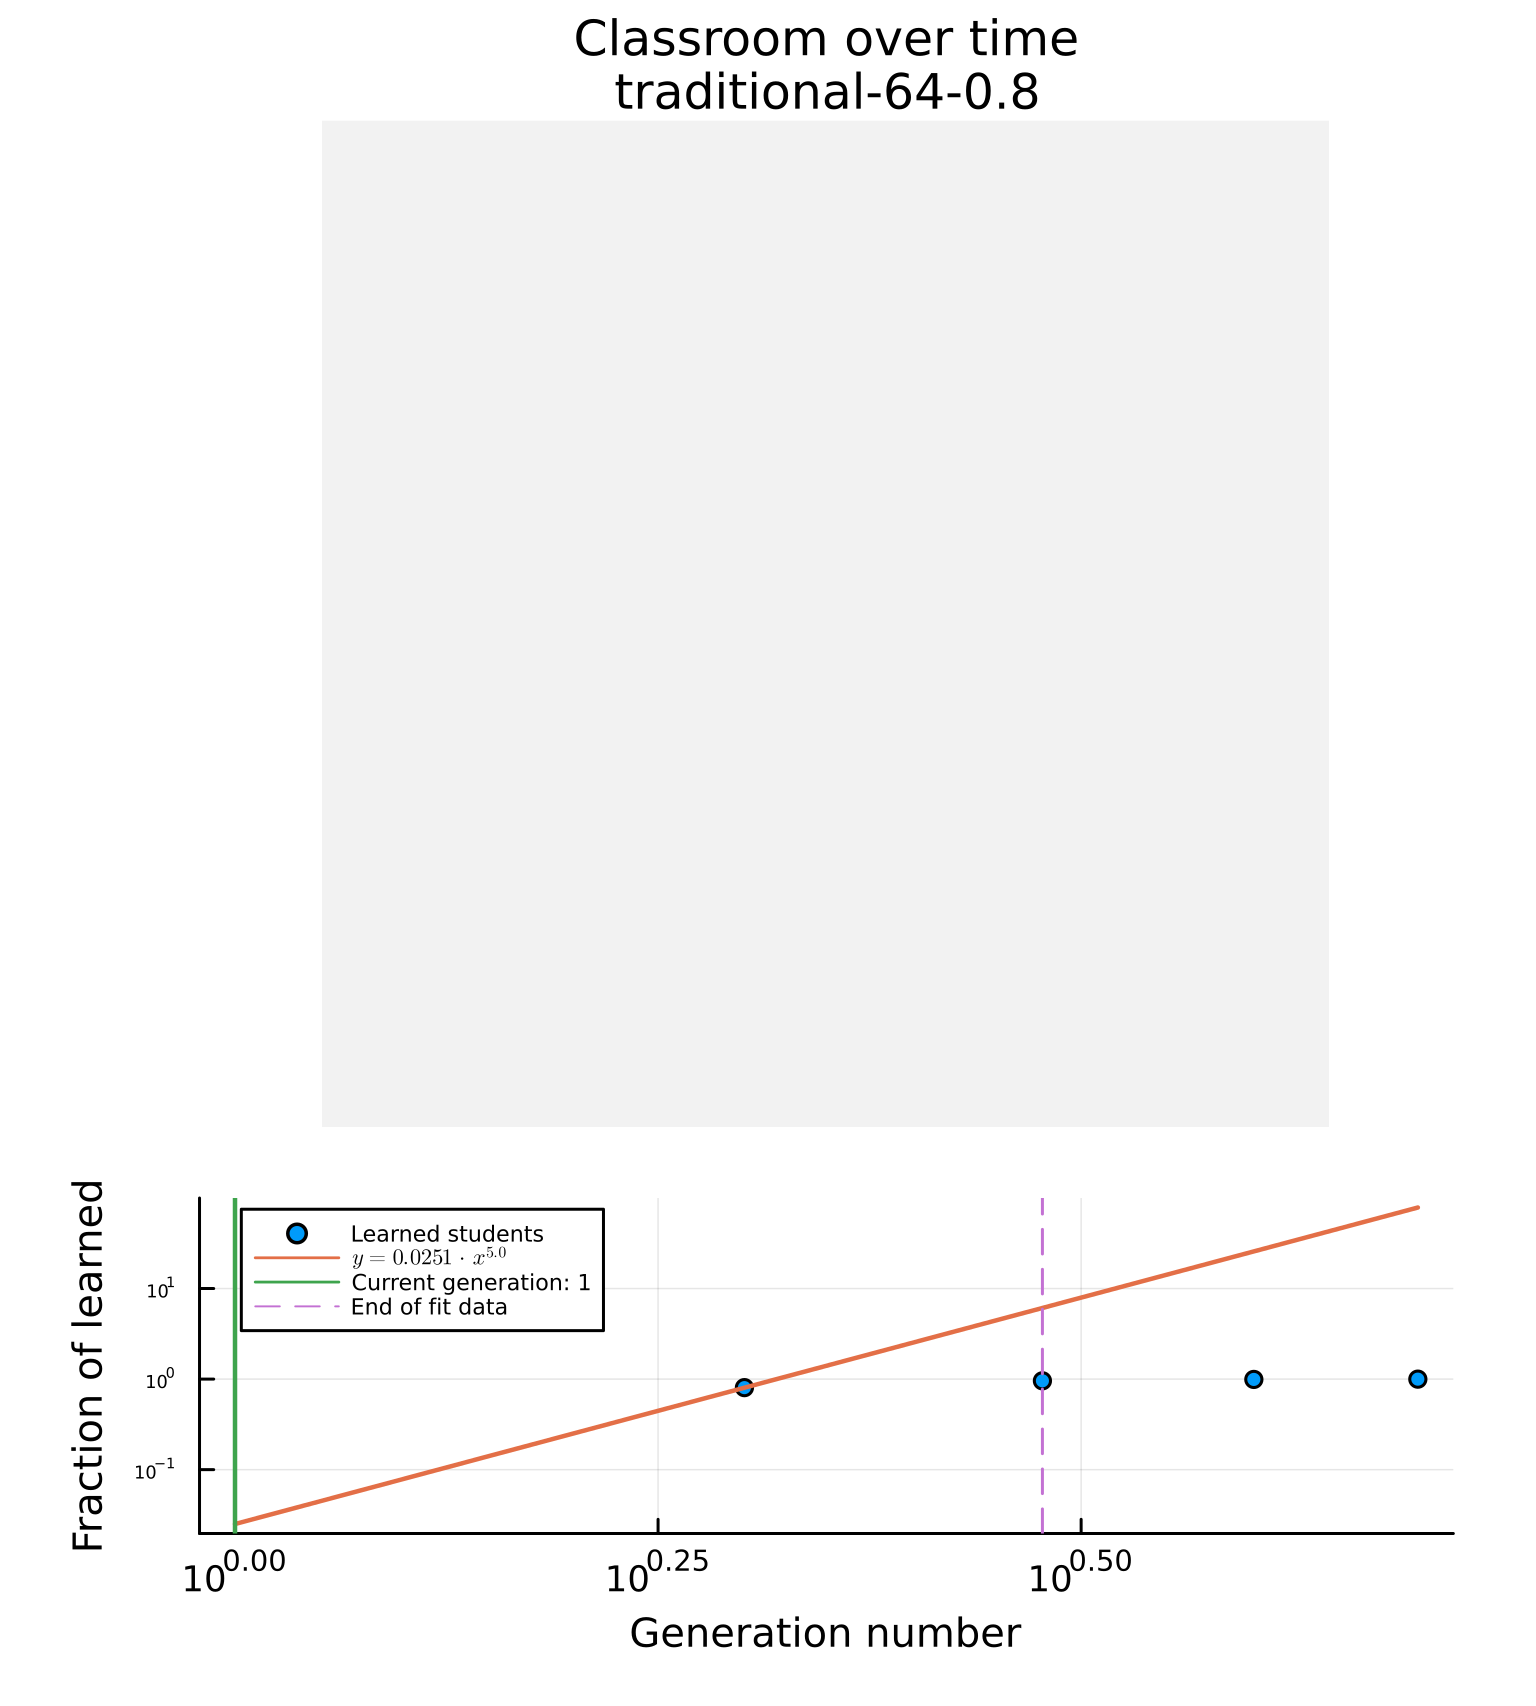 Classroom over time
traditional-64-0.8
Fraction of learned
Learned students
y = 0.0251 · x^5.0
Current generation: 1
End of fit data
10^1
10^0
10^−1
10^0.00
10^0.25
10^0.50
Generation number